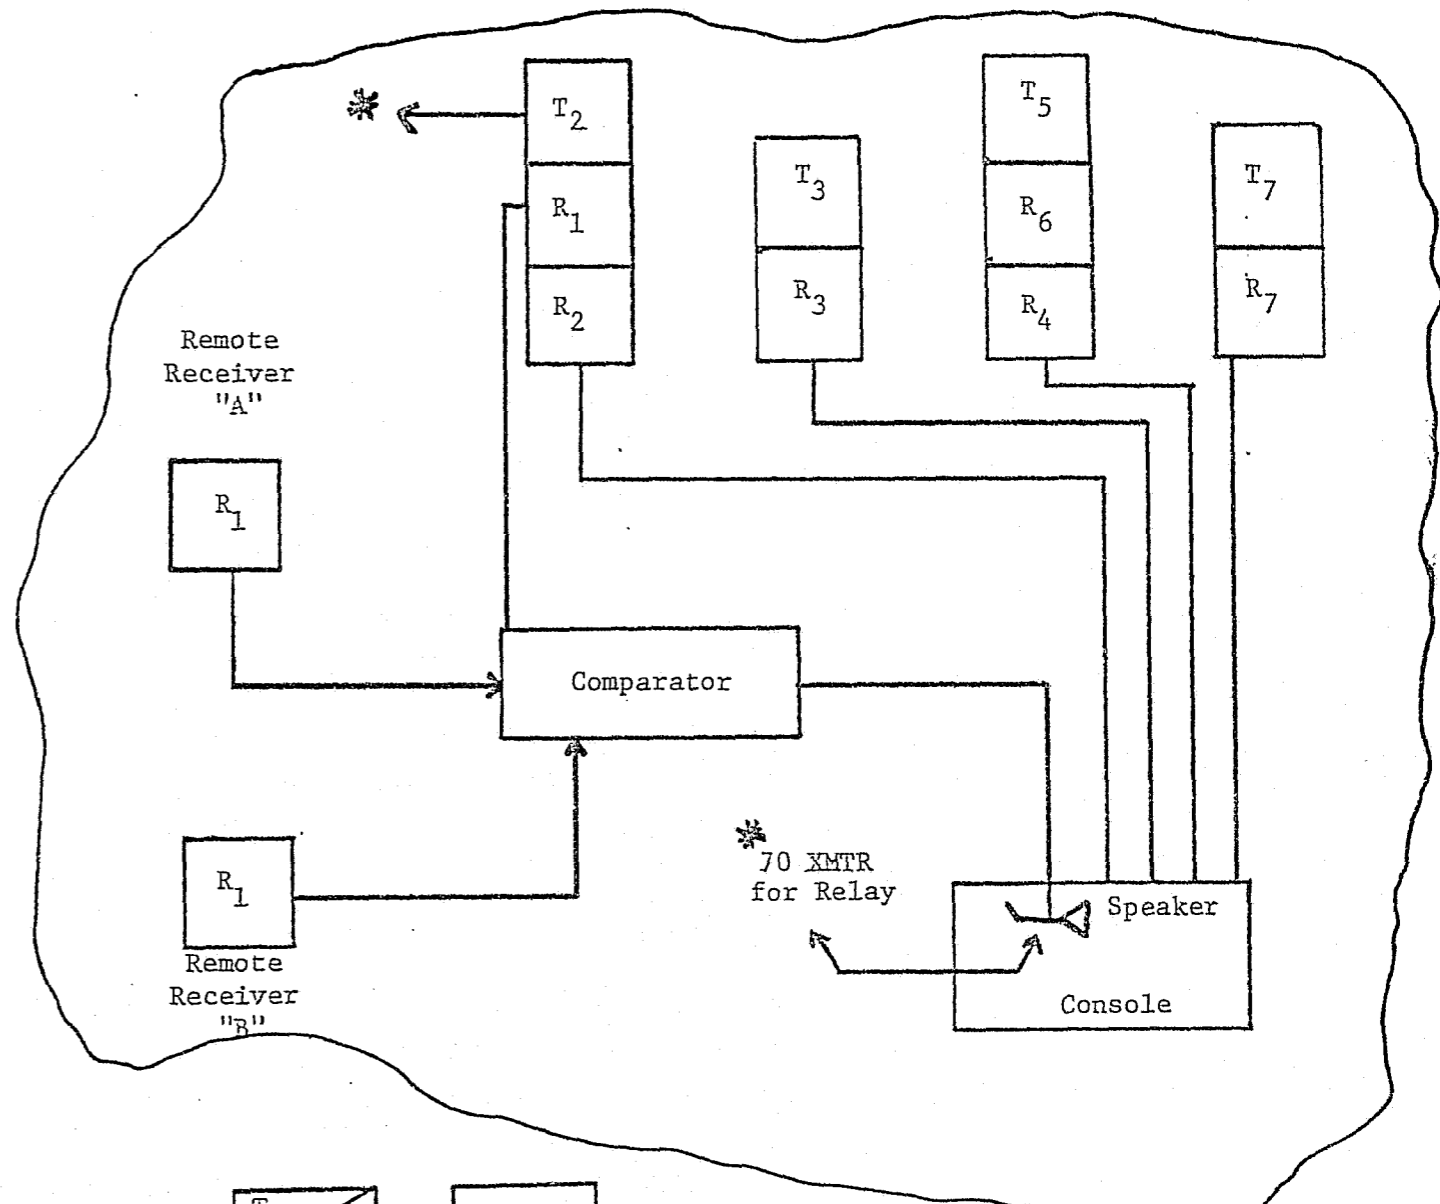 *
T2
R1
R2
T3
R3
T5
R6
R4
T7
R7
Remote
Receiver
"A"
R1
Comparator
R1
Remote
Receiver
"B"
*
70 XMTR
for Relay
Speaker
Console
T